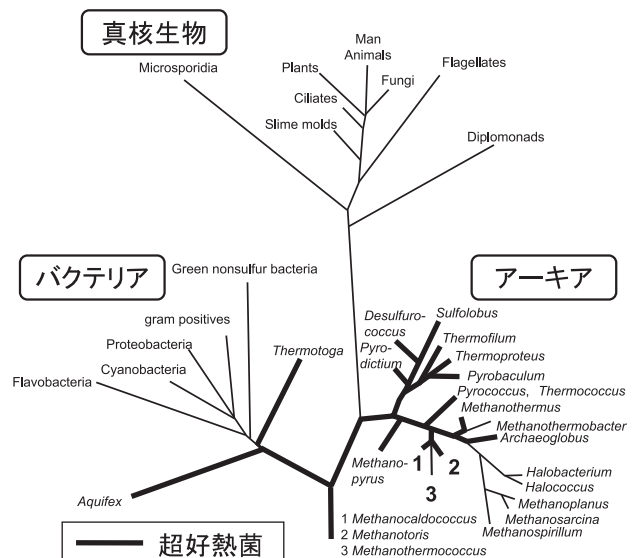 真核生物
Microsporidia
Plants
Man
Animals
Fungi
Flagellates
Ciliates
Slime molds
Diplomonads
バクテリア
Green nonsulfur bacteria
gram positives
Proteobacteria
Cyanobacteria
Flavobacteria
Thermotoga
Aquifex
アーキア
Desulfuro-
coccus
Sulfolobus
Pyro-
dictium
Thermofilum
Thermoproteus
Pyrobaculum
Pyrococcus, Thermococcus
Methanothermus
Methanothermobacter
Archaeoglobus
Methano-
pyrus
1
2
3
Halobacterium
Halococcus
Methanoplanus
Methanosarcina
Methanospirillum
1 Methanocaldococcus
2 Methanotoris
3 Methanothermococcus
超好熱菌